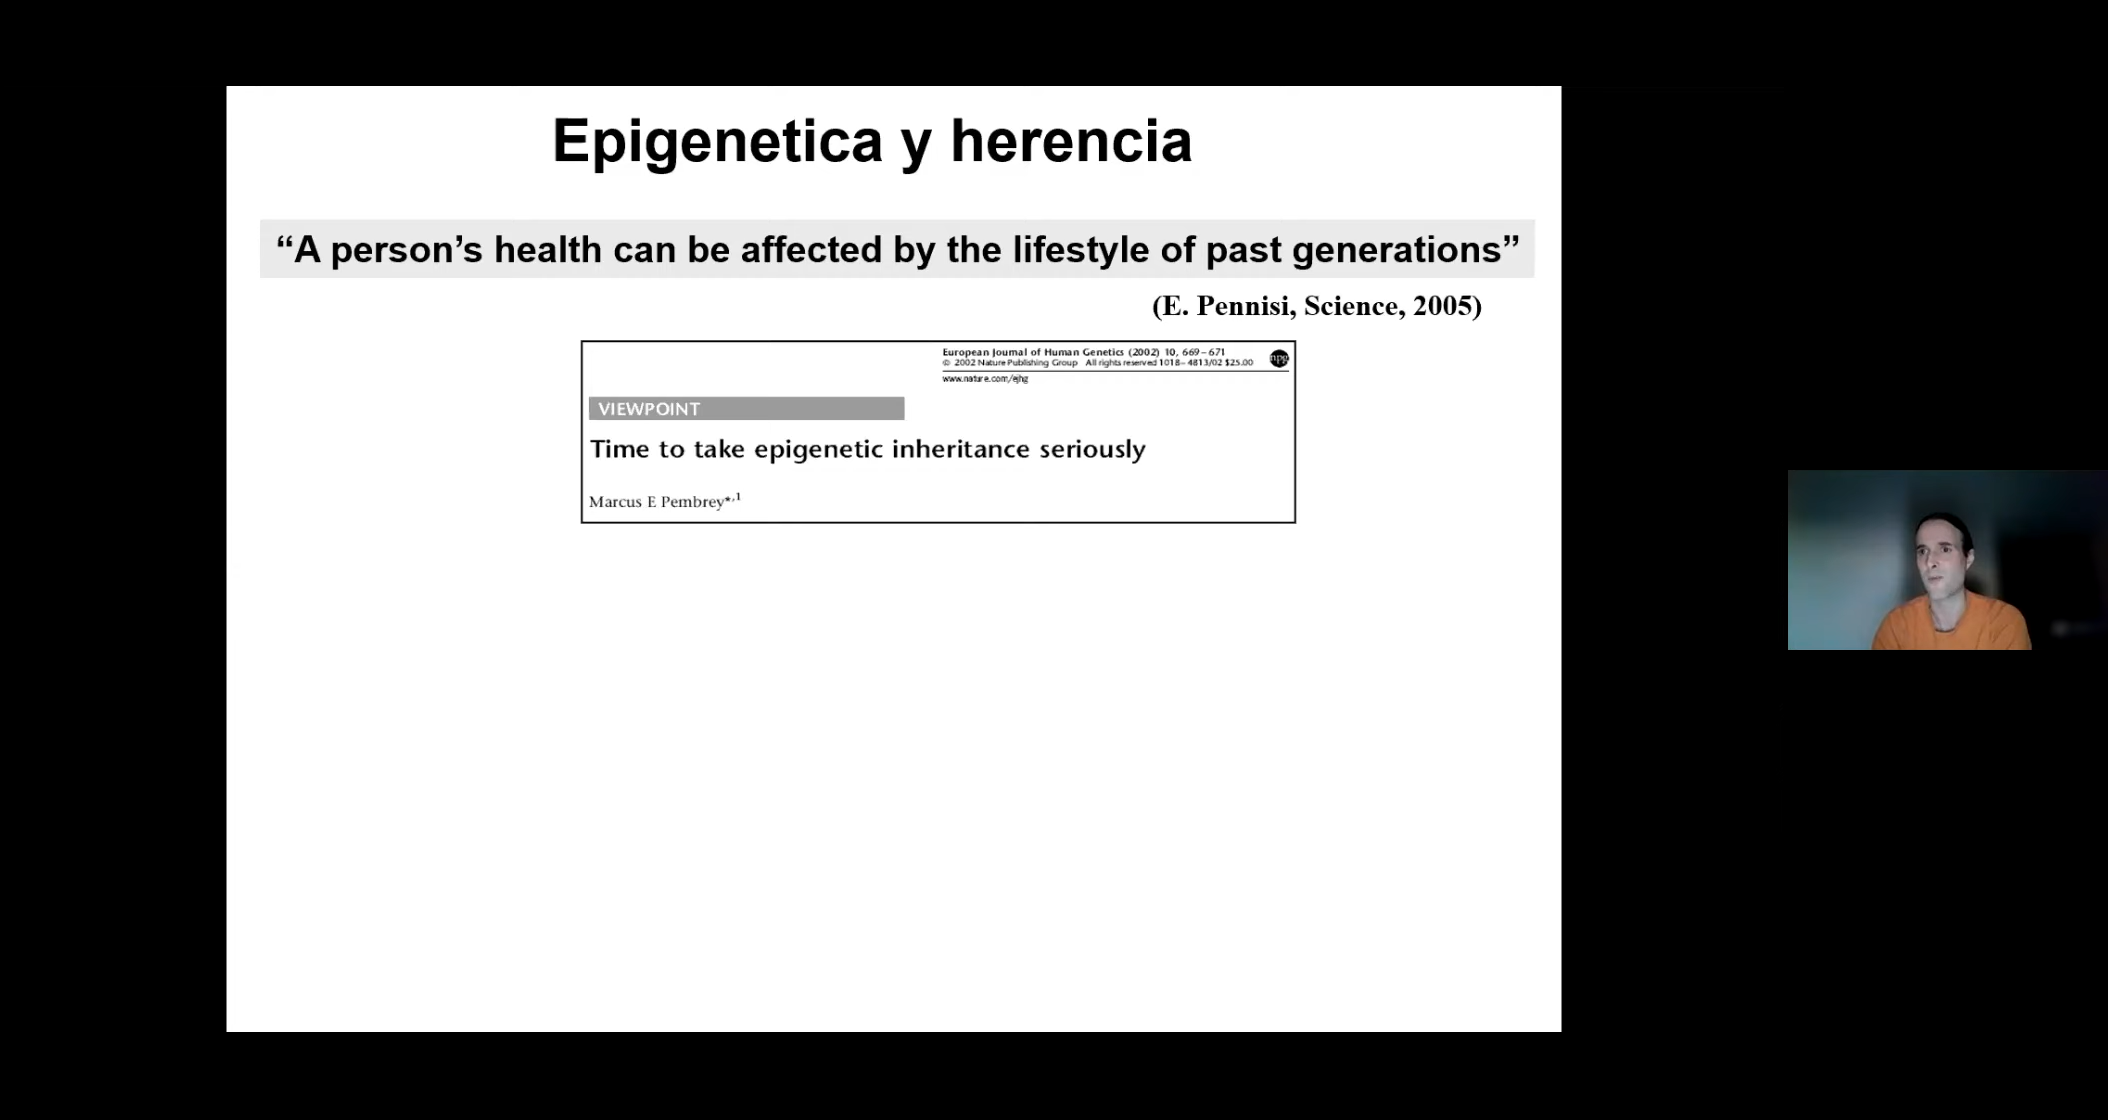 Epigenetica y herencia
“A person’s health can be affected by the lifestyle of past generations”
(E. Pennisi, Science, 2005)
European Journal of Human Genetics (2002) 10, 669–671
© 2002 Nature Publishing Group All rights reserved 1018–4813/02 $25.00
npg
www.nature.com/ejhg
VIEWPOINT
Time to take epigenetic inheritance seriously
Marcus E Pembrey*,1